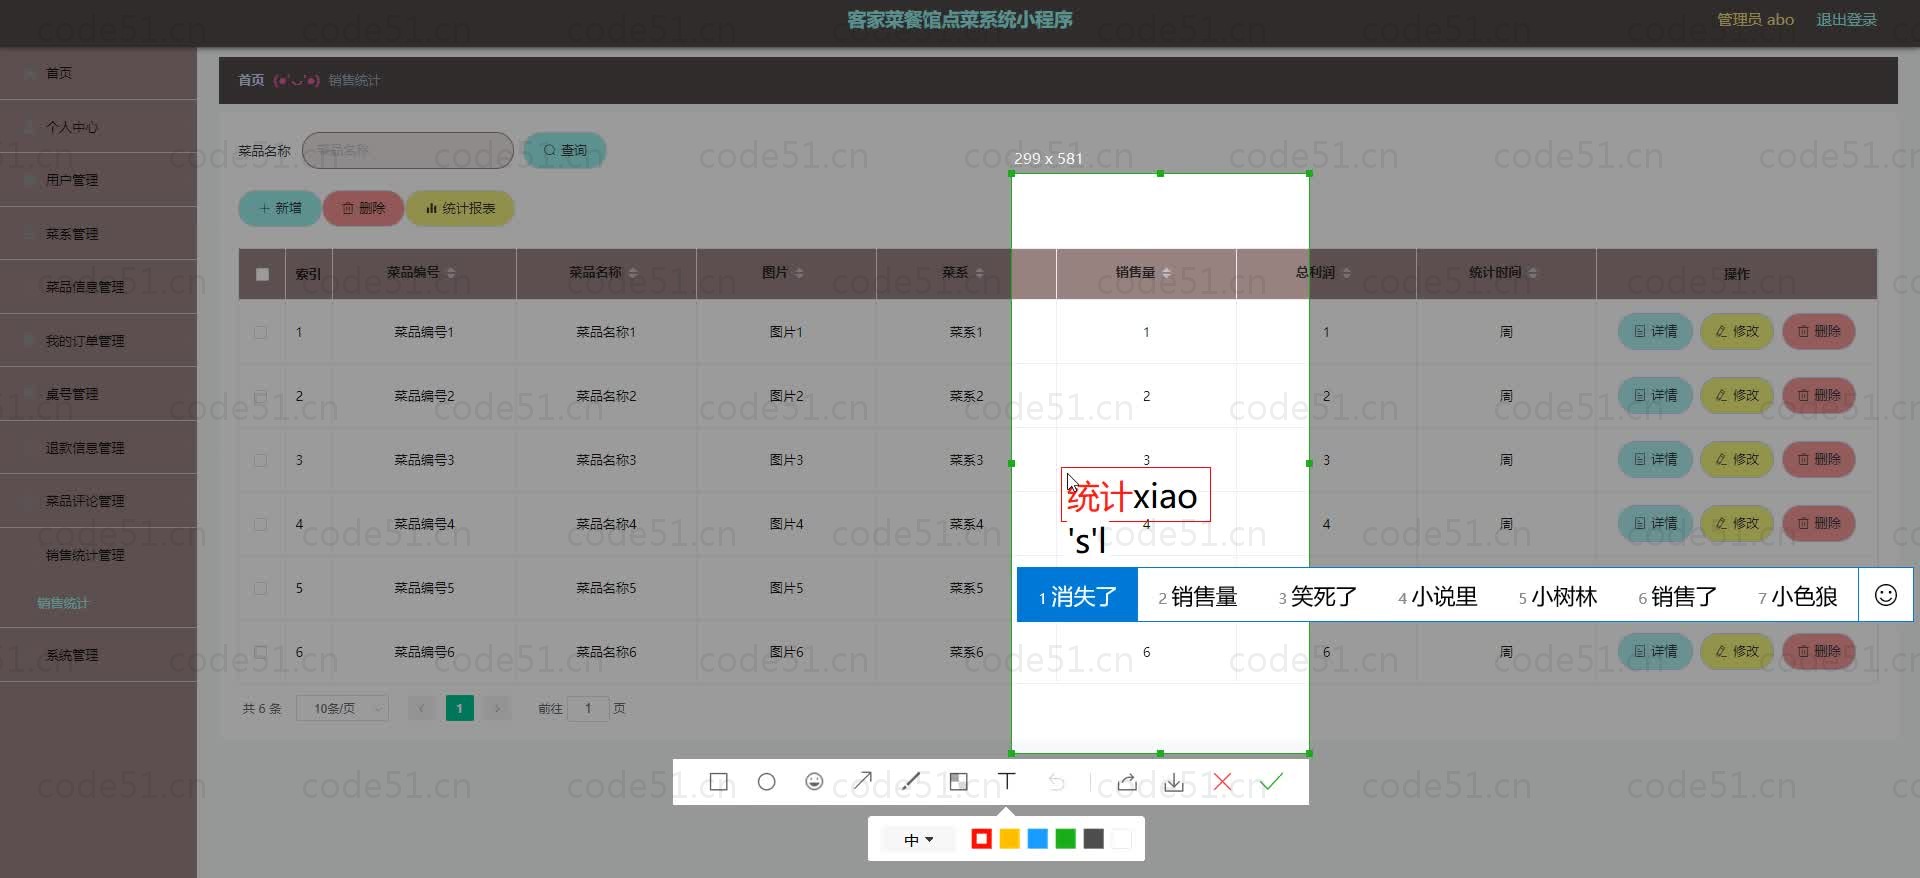 客家菜餐馆点菜系统小程序
管理员 abo 退出登录
首页
个人中心
用户管理
菜系管理
菜品信息管理
我的订单管理
桌号管理
退款信息管理
菜品评论管理
销售统计管理
销售统计
系统管理
首页 (●'◡'●) 销售统计
菜品名称 菜品名称 查询
299 x 581
新增 删除 统计报表
索引 菜品编号 菜品名称 图片 菜系 销售量 总利润 统计时间 操作
1 菜品编号1 菜品名称1 图片1 菜系1 1 1 周 详情 修改 删除
2 菜品编号2 菜品名称2 图片2 菜系2 2 2 周 详情 修改 删除
3 菜品编号3 菜品名称3 图片3 菜系3 3 3 周 详情 修改 删除
统计xiao
's'l
4 菜品编号4 菜品名称4 图片4 菜系4 4 4 周 详情 修改 删除
5 菜品编号5 菜品名称5 图片5 菜系5
1 消失了 2 销售量 3 笑死了 4 小说里 5 小树林 6 销售了 7 小色狼
6 菜品编号6 菜品名称6 图片6 菜系6 6 6 周 详情 修改 删除
共 6 条 10条/页 1 前往 1 页
中
code51.cn